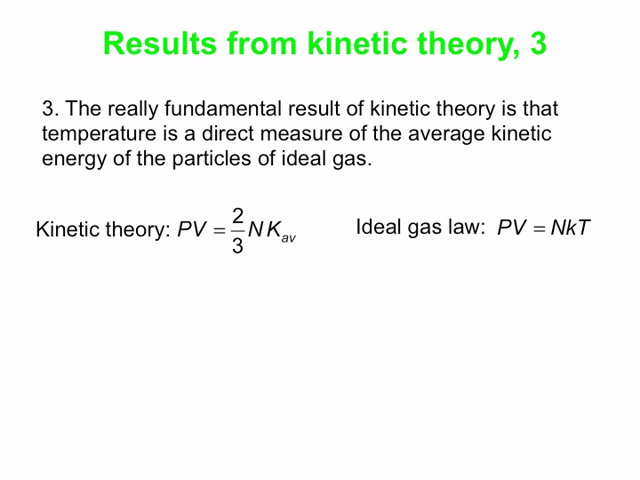 Results from kinetic theory, 3
3. The really fundamental result of kinetic theory is that
temperature is a direct measure of the average kinetic
energy of the particles of ideal gas.
Kinetic theory: PV = 2/3 N K_av
Ideal gas law: PV = NkT